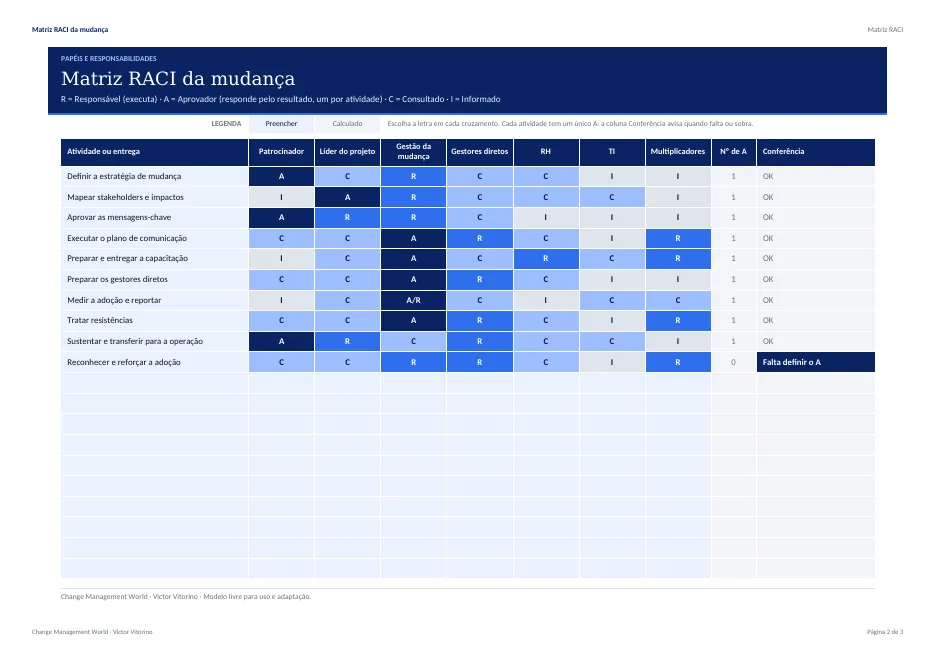 Matriz RACI da mudança
Matriz RACI
PAPÉIS E RESPONSABILIDADES
Matriz RACI da mudança
R = Responsável (executa) · A = Aprovador (responde pelo resultado, um por atividade) · C = Consultado · I = Informado
LEGENDA Preencher Calculado Escolha a letra em cada cruzamento. Cada atividade tem um único A: a coluna Conferência avisa quando falta ou sobra.
Atividade ou entrega Patrocinador Líder do projeto Gestão da mudança Gestores diretos RH TI Multiplicadores Nº de A Conferência
Definir a estratégia de mudança A C R C C I I 1 OK
Mapear stakeholders e impactos I A R C C C I 1 OK
Aprovar as mensagens-chave A R R C I I I 1 OK
Executar o plano de comunicação C C A R C I R 1 OK
Preparar e entregar a capacitação I C A C R C R 1 OK
Preparar os gestores diretos C C A R C I I 1 OK
Medir a adoção e reportar I C A/R C I C C 1 OK
Tratar resistências C C A R C I R 1 OK
Sustentar e transferir para a operação A R C R C C I 1 OK
Reconhecer e reforçar a adoção C C R R C I R 0 Falta definir o A
Change Management World · Victor Vitorino · Modelo livre para uso e adaptação.
Change Management World · Victor Vitorino
Página 2 de 3